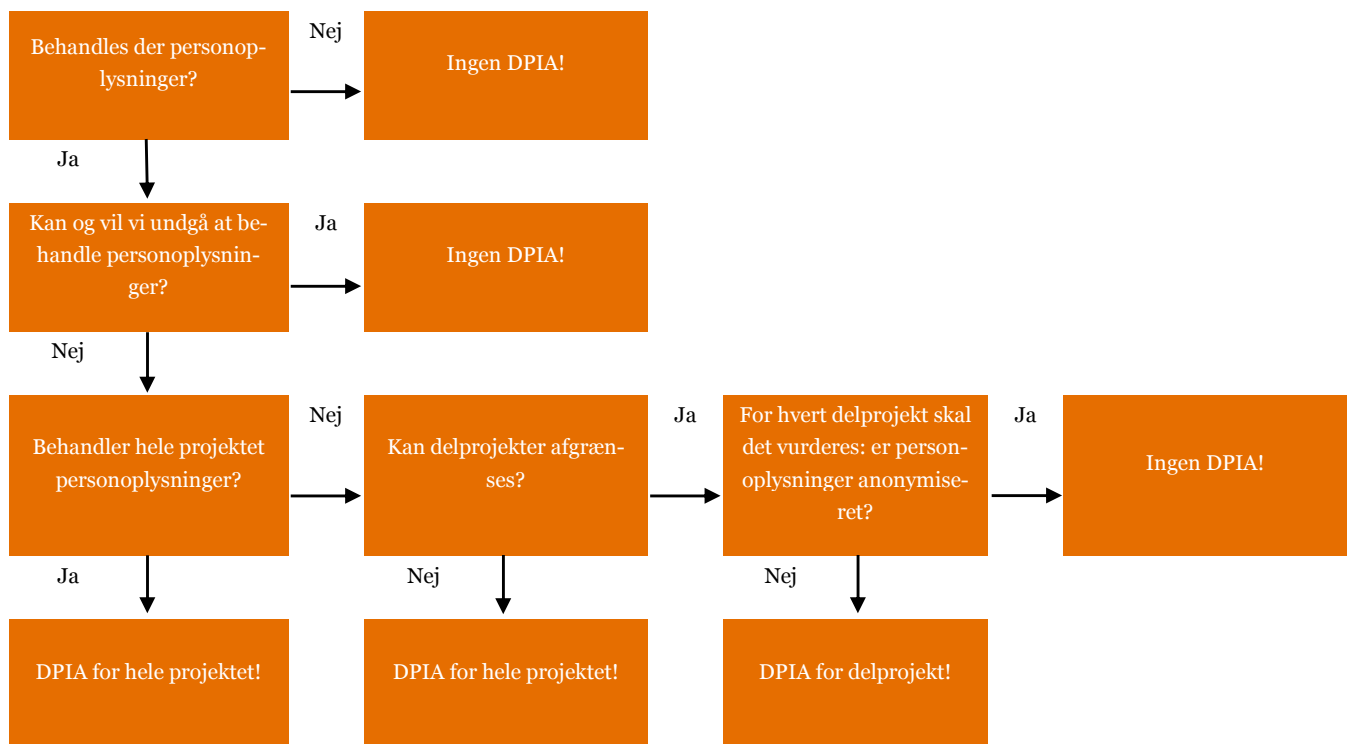 Behandles der personop-
lysninger?
Nej
Ingen DPIA!
Ja
Kan og vil vi undgå at be-
handle personoplysnin-
ger?
Ja
Ingen DPIA!
Nej
Behandler hele projektet
personoplysninger?
Nej
Kan delprojekter afgræn-
ses?
Ja
For hvert delprojekt skal
det vurderes: er person-
oplysninger anonymise-
ret?
Ja
Ingen DPIA!
Ja
Nej
Nej
DPIA for hele projektet!
DPIA for hele projektet!
DPIA for delprojekt!